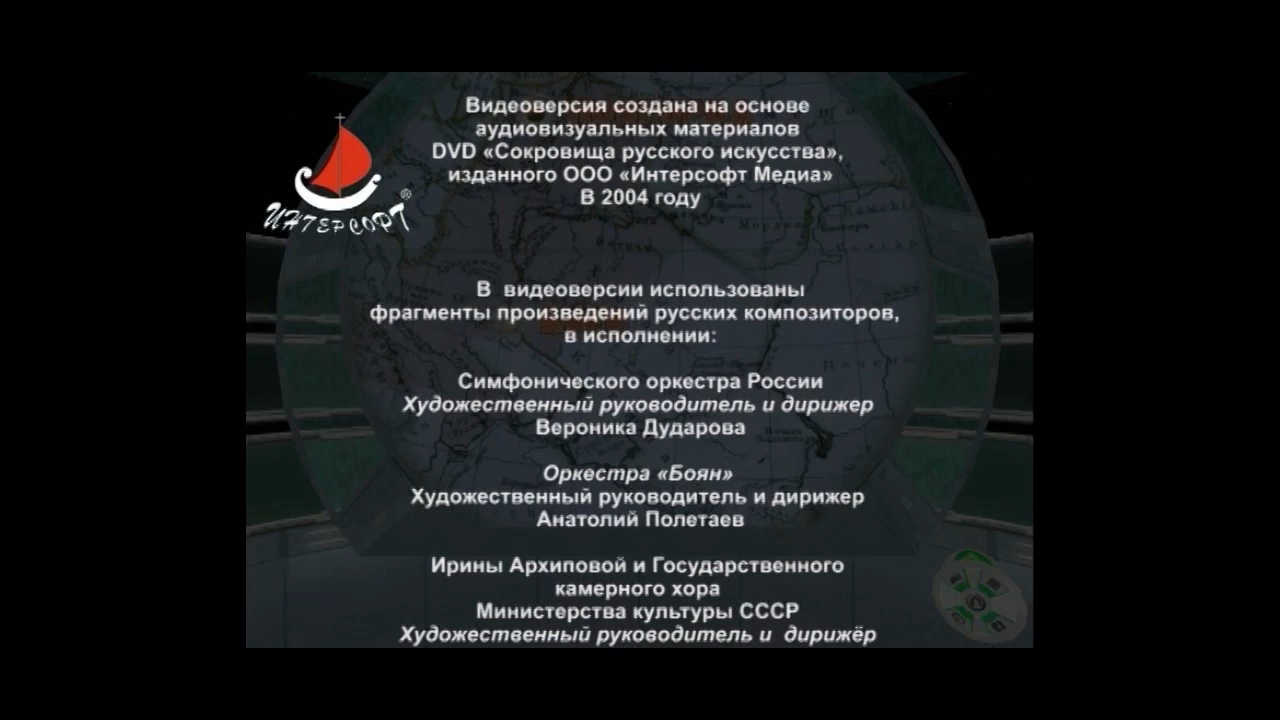 Видеоверсия создана на основе
аудиовизуальных материалов
DVD «Сокровища русского искусства»,
изданного ООО «Интерсофт Медиа»
В 2004 году
ИНТЕРСОФТ®
В видеоверсии использованы
фрагменты произведений русских композиторов,
в исполнении:
Симфонического оркестра России
Художественный руководитель и дирижер
Вероника Дударова
Оркестра «Боян»
Художественный руководитель и дирижер
Анатолий Полетаев
Ирины Архиповой и Государственного
камерного хора
Министерства культуры СССР
Художественный руководитель и дирижёр